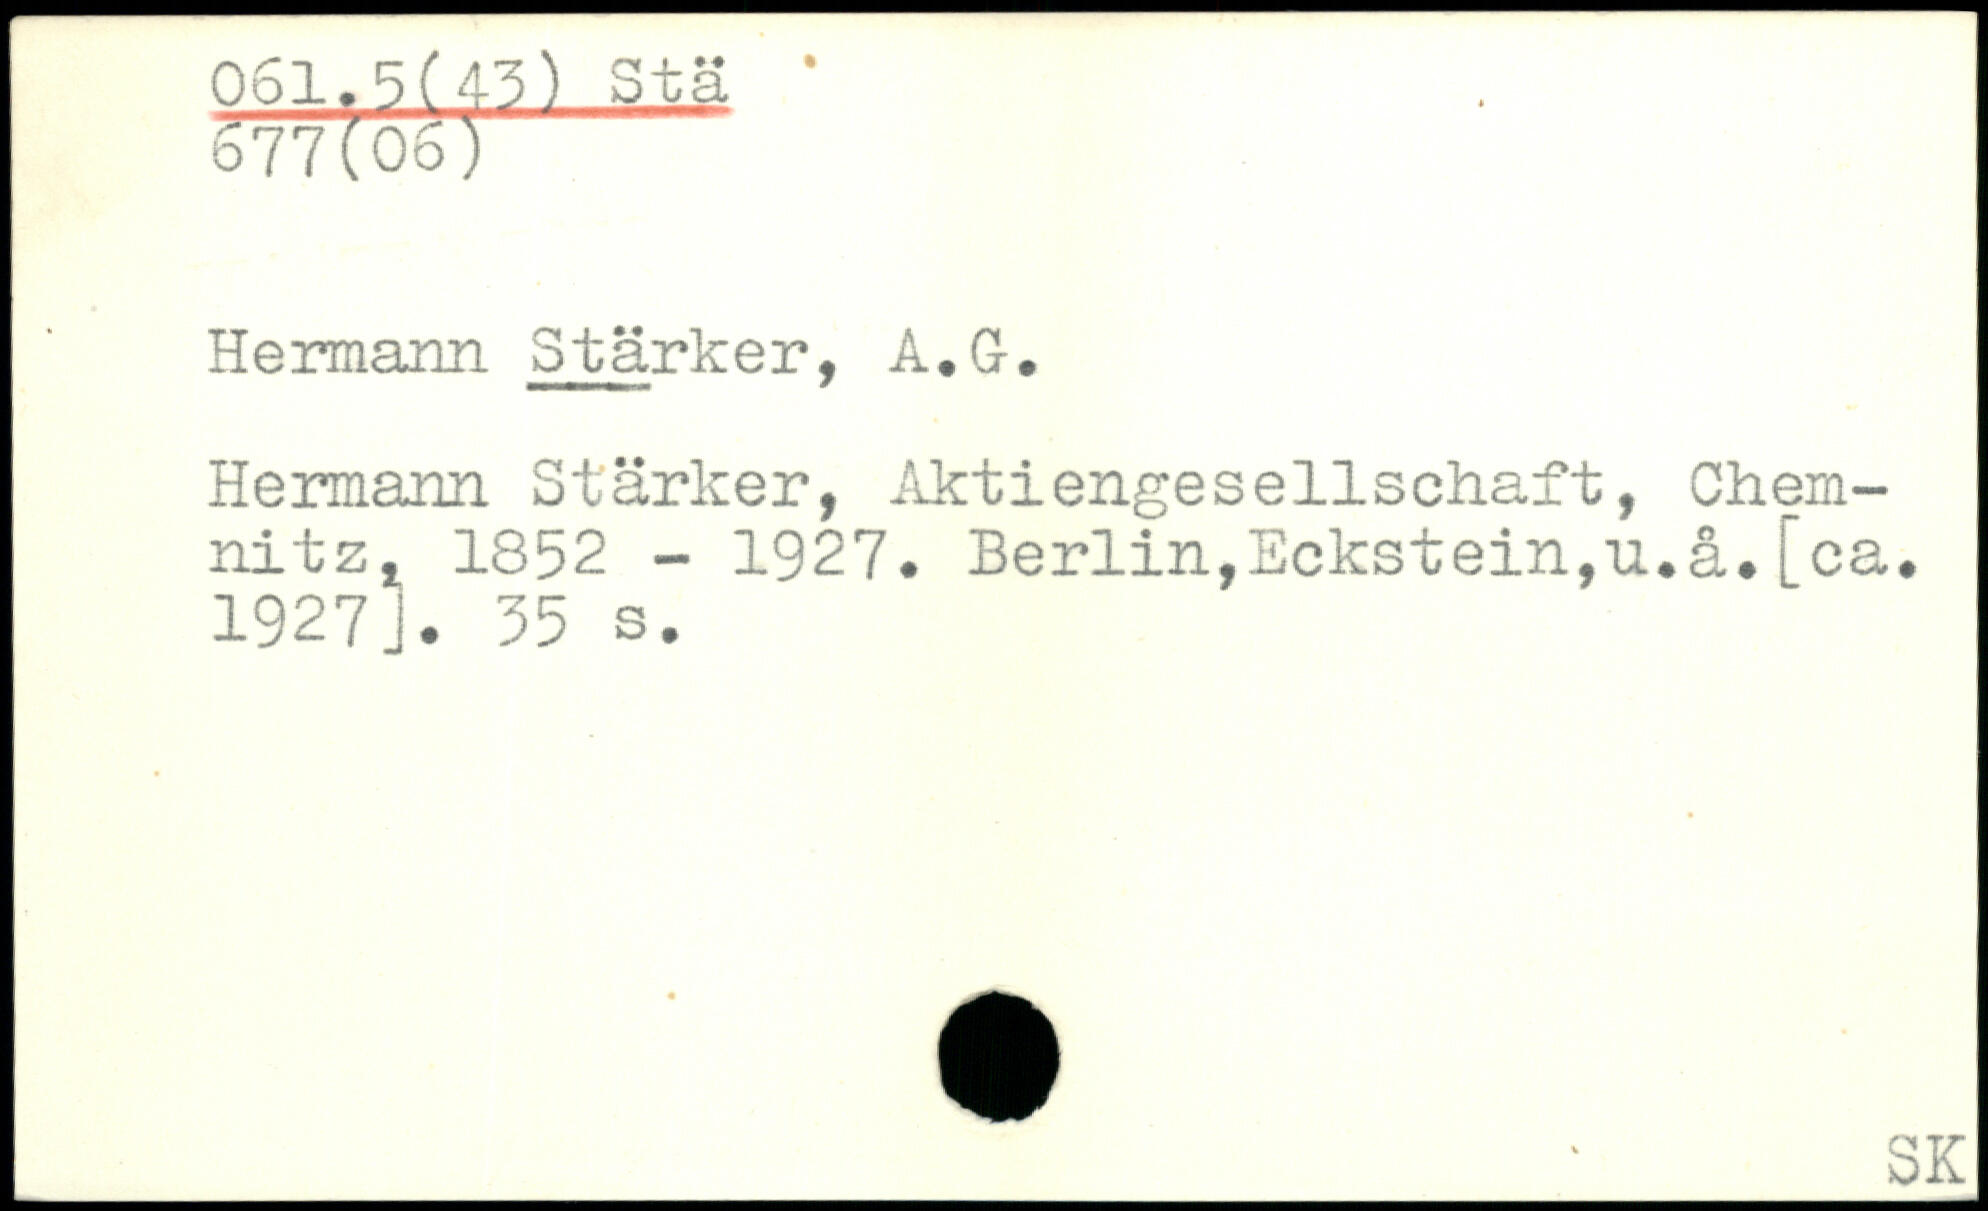 061.5(43) Stä
677(06)
Hermann Stärker, A.G.
Hermann Stärker, Aktiengesellschaft, Chem-
nitz, 1852 - 1927. Berlin,Eckstein,u.å.[ca.
1927]. 35 s.
SK